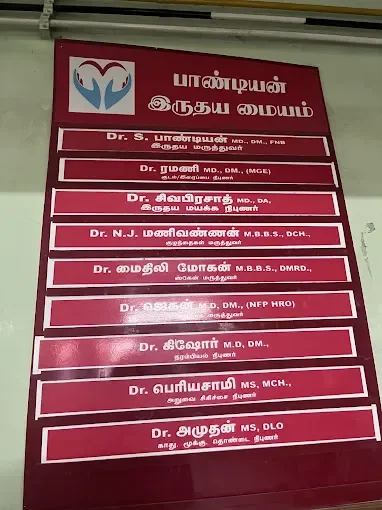 பாண்டியன்
இருதய மையம்
Dr. S. பாண்டியன் MD., DM., FNB
இருதய மருத்துவர்
Dr. ரமணி MD., DM., (MGE)
குடல்/இரைப்பை நிபுணர்
Dr. சிவபிரசாத் MD., DA,
இருதய மயக்க நிபுணர்
Dr. N.J. மணிவண்ணன் M.B.B.S., DCH.,
குழந்தைகள் மருத்துவர்
Dr. மைதிலி மோகன் M.B.B.S., DMRD.,
ஸ்கேன் மருத்துவர்
Dr. ஜெகன் M.D, DM., (NFP HRO)
மருத்துவர்
Dr. கிஷோர் M.D, DM.,
நரம்பியல் நிபுணர்
Dr. பெரியசாமி MS, MCH.,
அறுவை சிகிச்சை நிபுணர்
Dr. அமுதன் MS, DLO
காது. மூக்கு. தொண்டை நிபுணர்